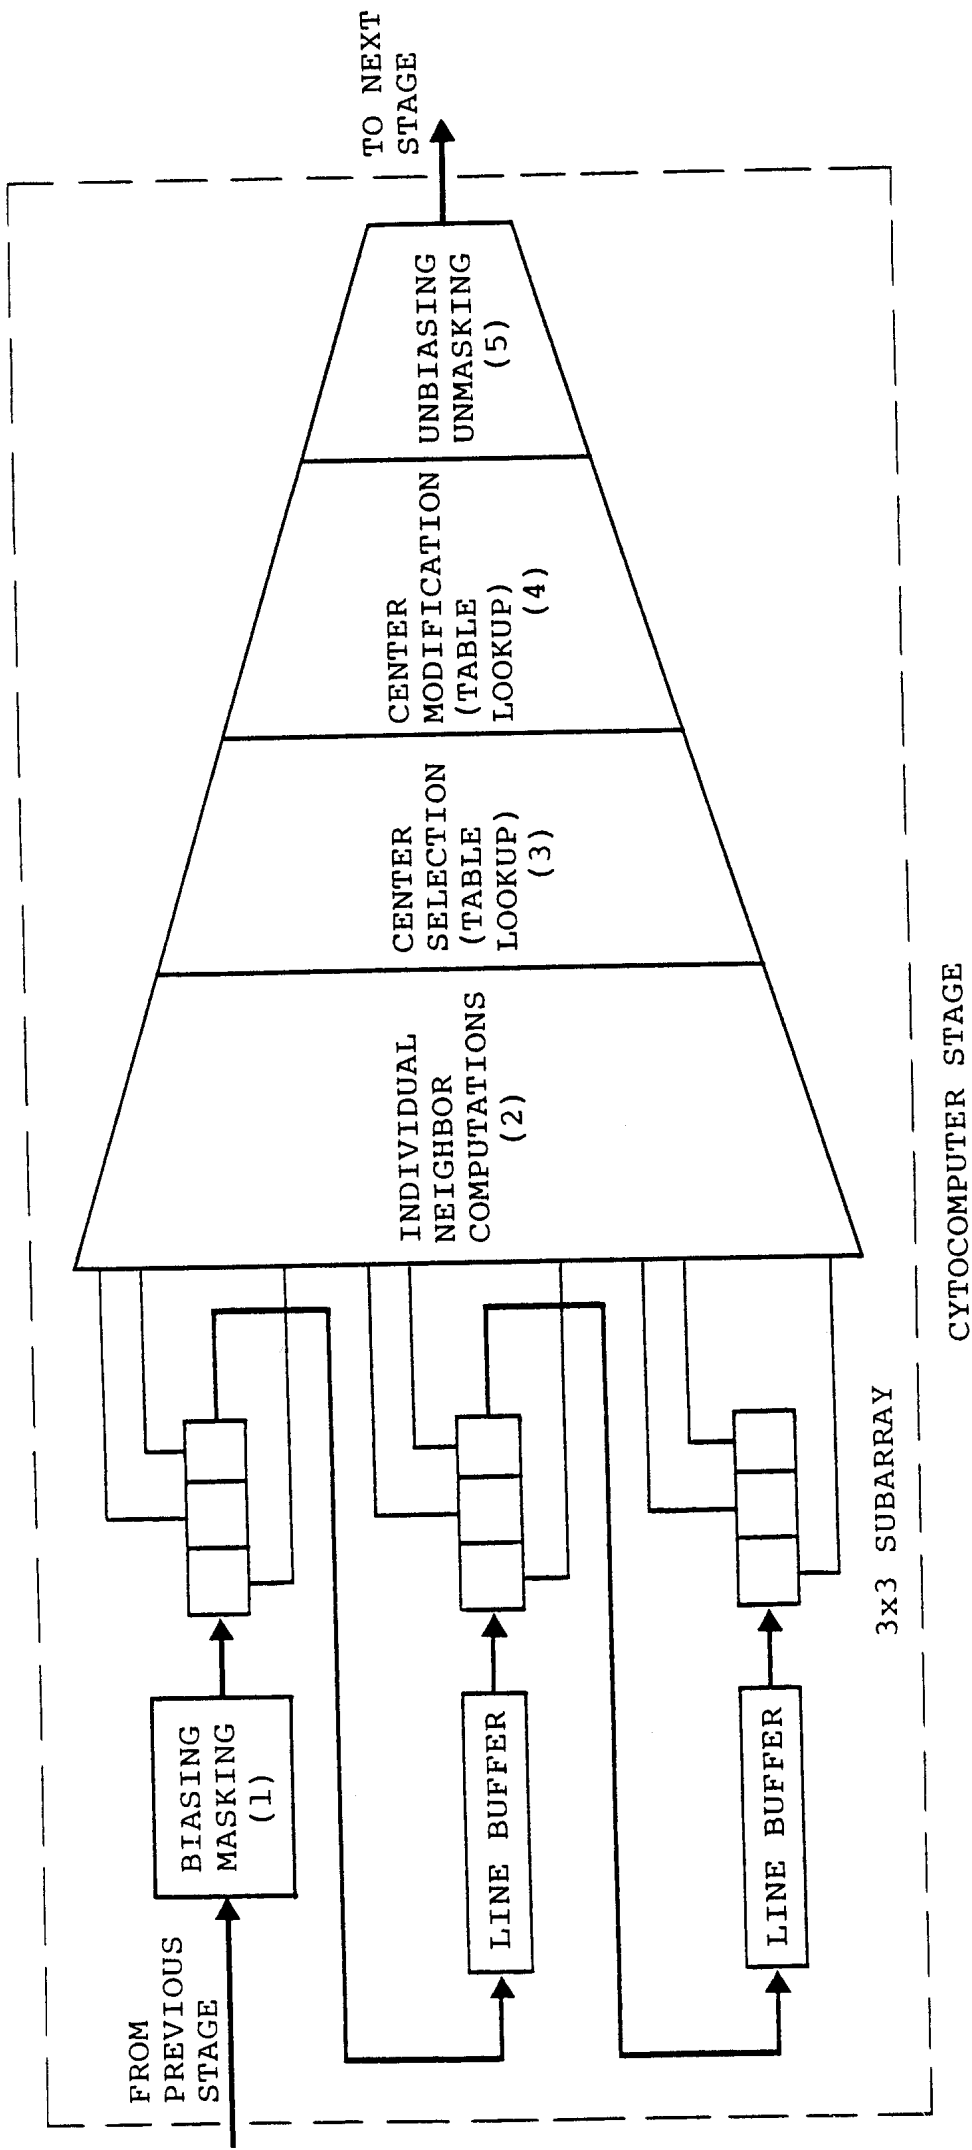 FROM
PREVIOUS
STAGE
BIASING
MASKING
(1)
LINE BUFFER
LINE BUFFER
3x3 SUBARRAY
INDIVIDUAL
NEIGHBOR
COMPUTATIONS
(2)
CENTER
SELECTION
(TABLE
LOOKUP)
(3)
CENTER
MODIFICATION
(TABLE
LOOKUP)
(4)
UNBIASING
UNMASKING
(5)
TO NEXT
STAGE
CYTOCOMPUTER STAGE